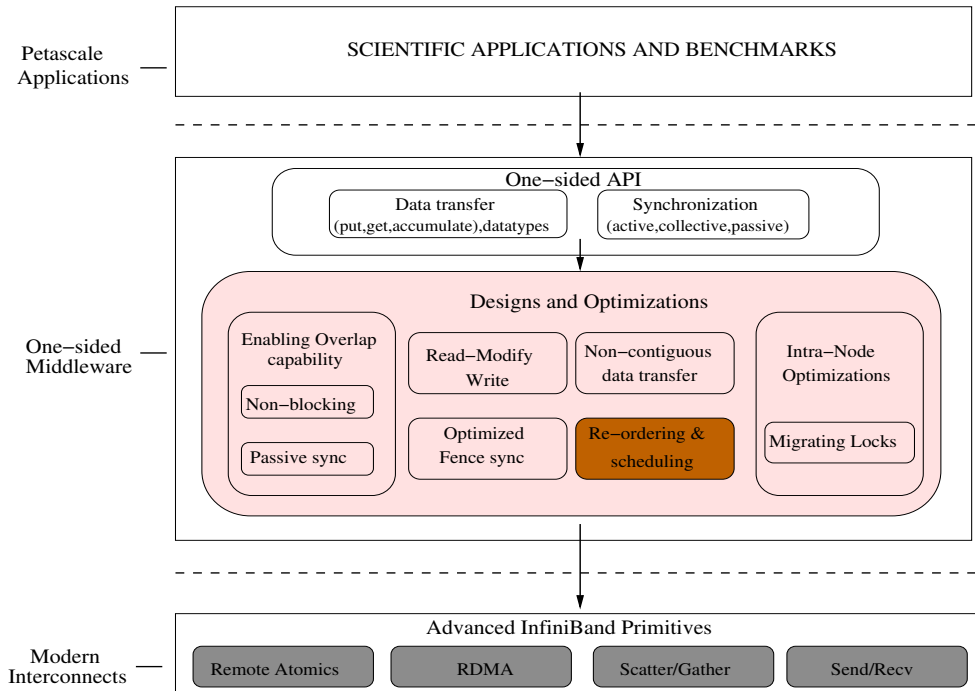 Petascale
Applications
SCIENTIFIC APPLICATIONS AND BENCHMARKS
One−sided
Middleware
One−sided API
Data transfer
(put,get,accumulate),datatypes
Synchronization
(active,collective,passive)
Designs and Optimizations
Enabling Overlap
capability
Non−blocking
Passive sync
Read−Modify
Write
Non−contiguous
data transfer
Optimized
Fence sync
Re−ordering &
scheduling
Intra−Node
Optimizations
Migrating Locks
Modern
Interconnects
Advanced InfiniBand Primitives
Remote Atomics
RDMA
Scatter/Gather
Send/Recv